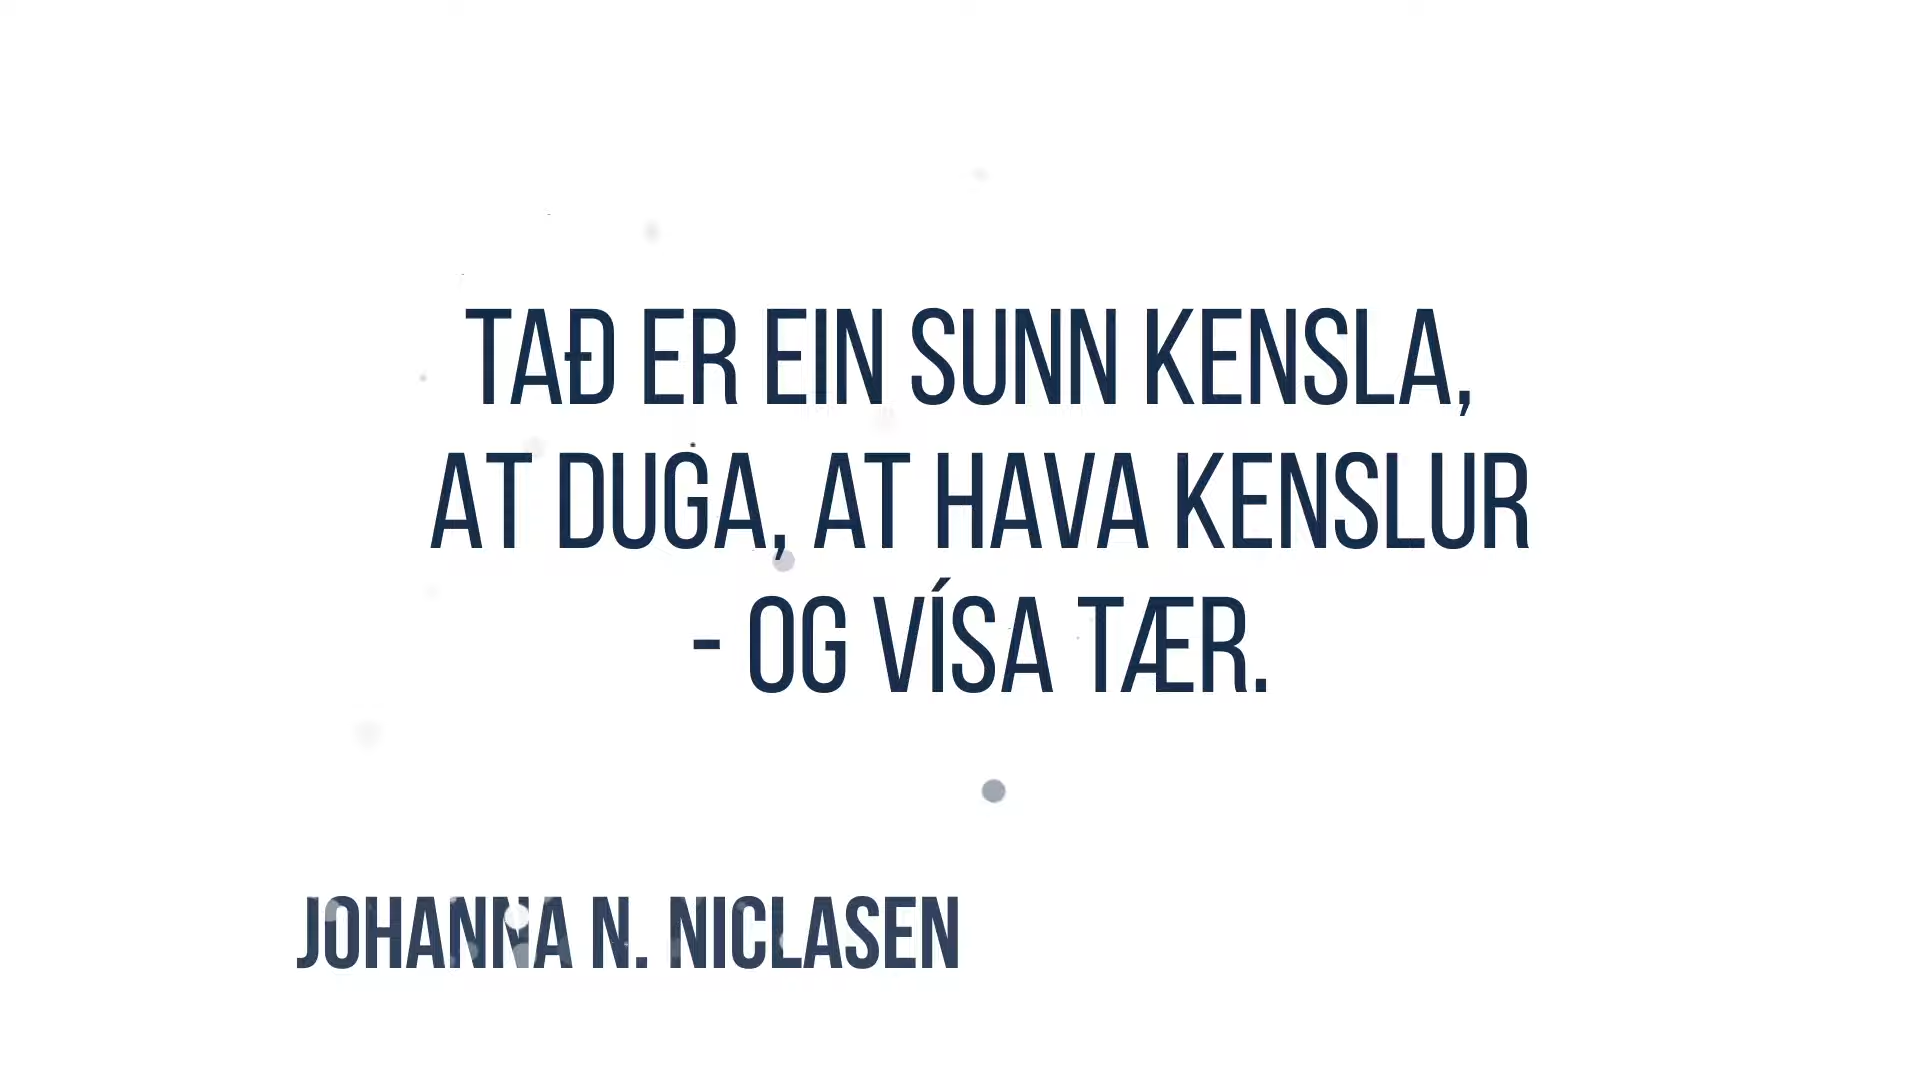 TAÐ ER EIN SUNN KENSLA,
AT DUGA, AT HAVA KENSLUR
- OG VÍSA TÆR.
JOHANNA N. NICLASEN